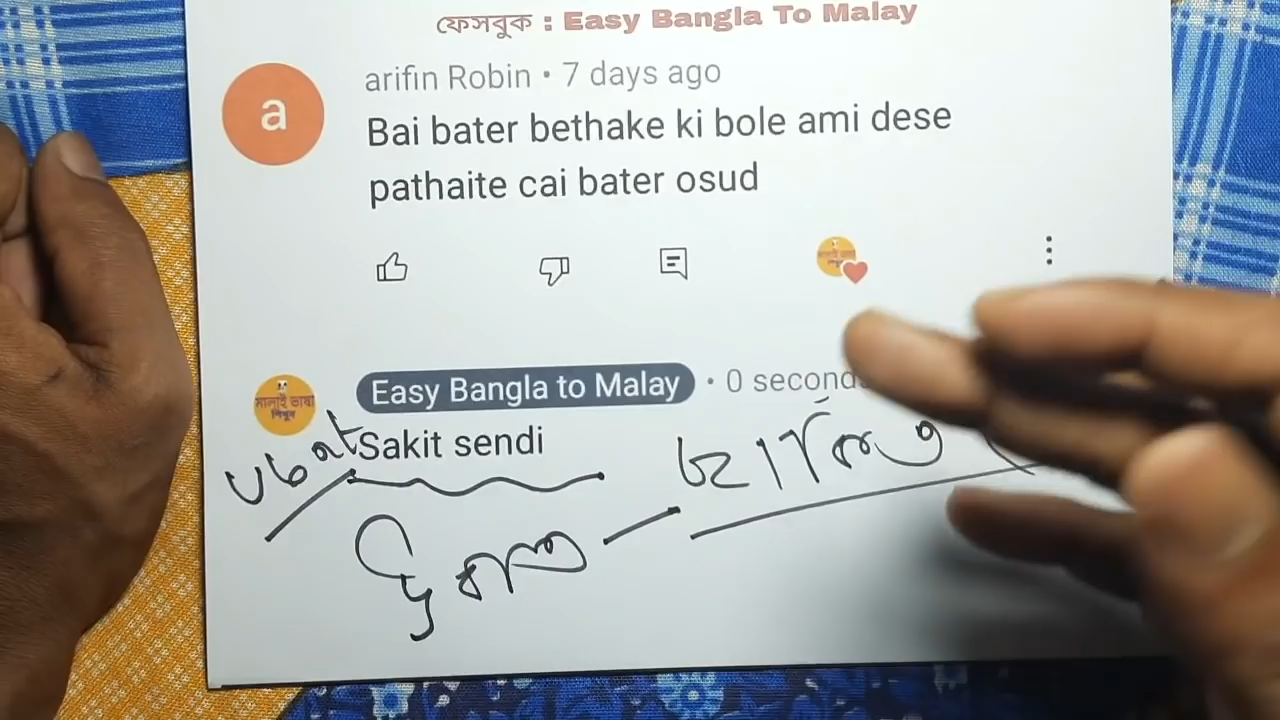 ফেসবুক : Easy Bangla To Malay
a
arifin Robin • 7 days ago
Bai bater bethake ki bole ami dese
pathaite cai bater osud
Easy Bangla to Malay • 0 second
মালাই ভাষা
শিখুন
ubat Sakit sendi